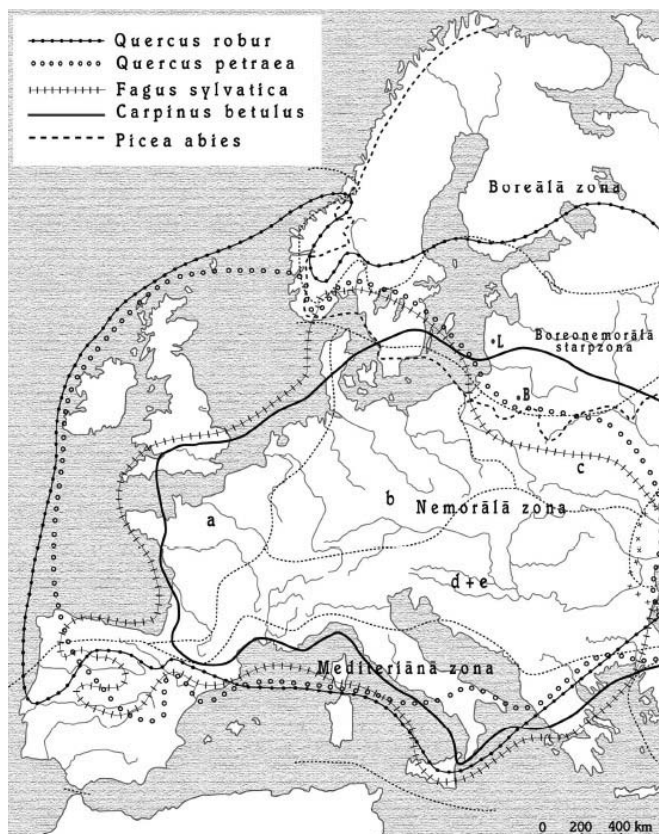 Quercus robur
Quercus petraea
Fagus sylvatica
Carpinus betulus
Picea abies
Boreālā zona
L
Boreonemorālā
starpzona
B
c
b
Nemorālā zona
a
d+e
Mediteriānā zona
0 200 400 km